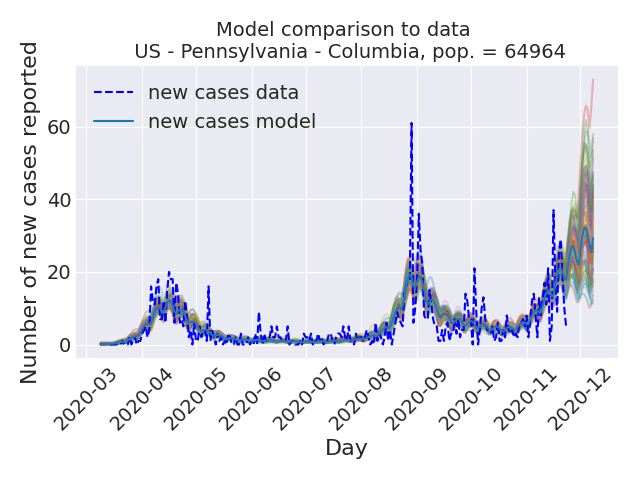 Model comparison to data
US - Pennsylvania - Columbia, pop. = 64964
Number of new cases reported
60
40
20
0
new cases data
new cases model
2020-03
2020-04
2020-05
2020-06
2020-07
2020-08
2020-09
2020-10
2020-11
2020-12
Day